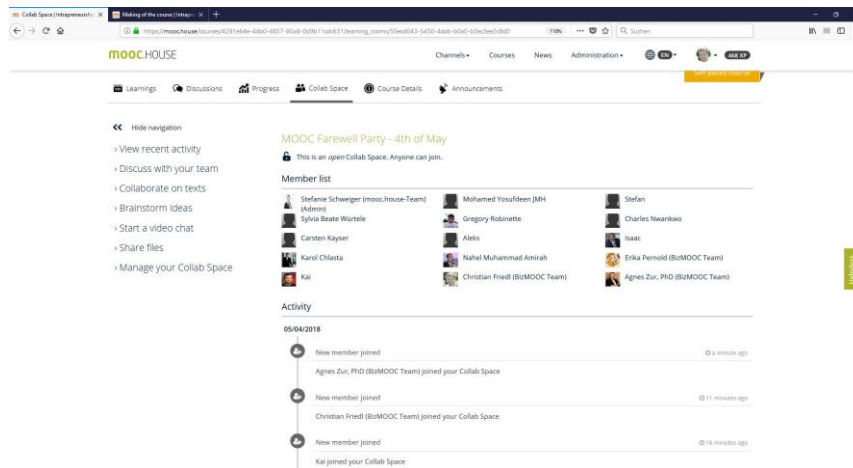 Collab Space | Intrapreneurshi
Making of the course | Intrap
110%
Suchen
mooc.HOUSE
Channels
Courses
News
Administration
EN
468 XP
Self-paced course
Learnings
Discussions
Progress
Collab Space
Course Details
Announcements
Hide navigation
› View recent activity
› Discuss with your team
› Collaborate on texts
› Brainstorm ideas
› Start a video chat
› Share files
› Manage your Collab Space
MOOC Farewell Party - 4th of May
This is an open Collab Space. Anyone can join.
Member list
Stefanie Schweiger (mooc.house-Team)
(Admin)
Mohamed Yosufdeen JMH
Stefan
Sylvia Beate Würtele
Gregory Robinette
Charles Nwankwo
Carsten Kayser
Aleks
Isaac
Karol Chlasta
Nahel Muhammad Amirah
Erika Pernold (BizMOOC Team)
Kai
Christian Friedl (BizMOOC Team)
Agnes Zur, PhD (BizMOOC Team)
Activity
05/04/2018
New member joined
a minute ago
Agnes Zur, PhD (BizMOOC Team) joined your Collab Space
New member joined
11 minutes ago
Christian Friedl (BizMOOC Team) joined your Collab Space
New member joined
16 minutes ago
Kai joined your Collab Space
Helpdesk